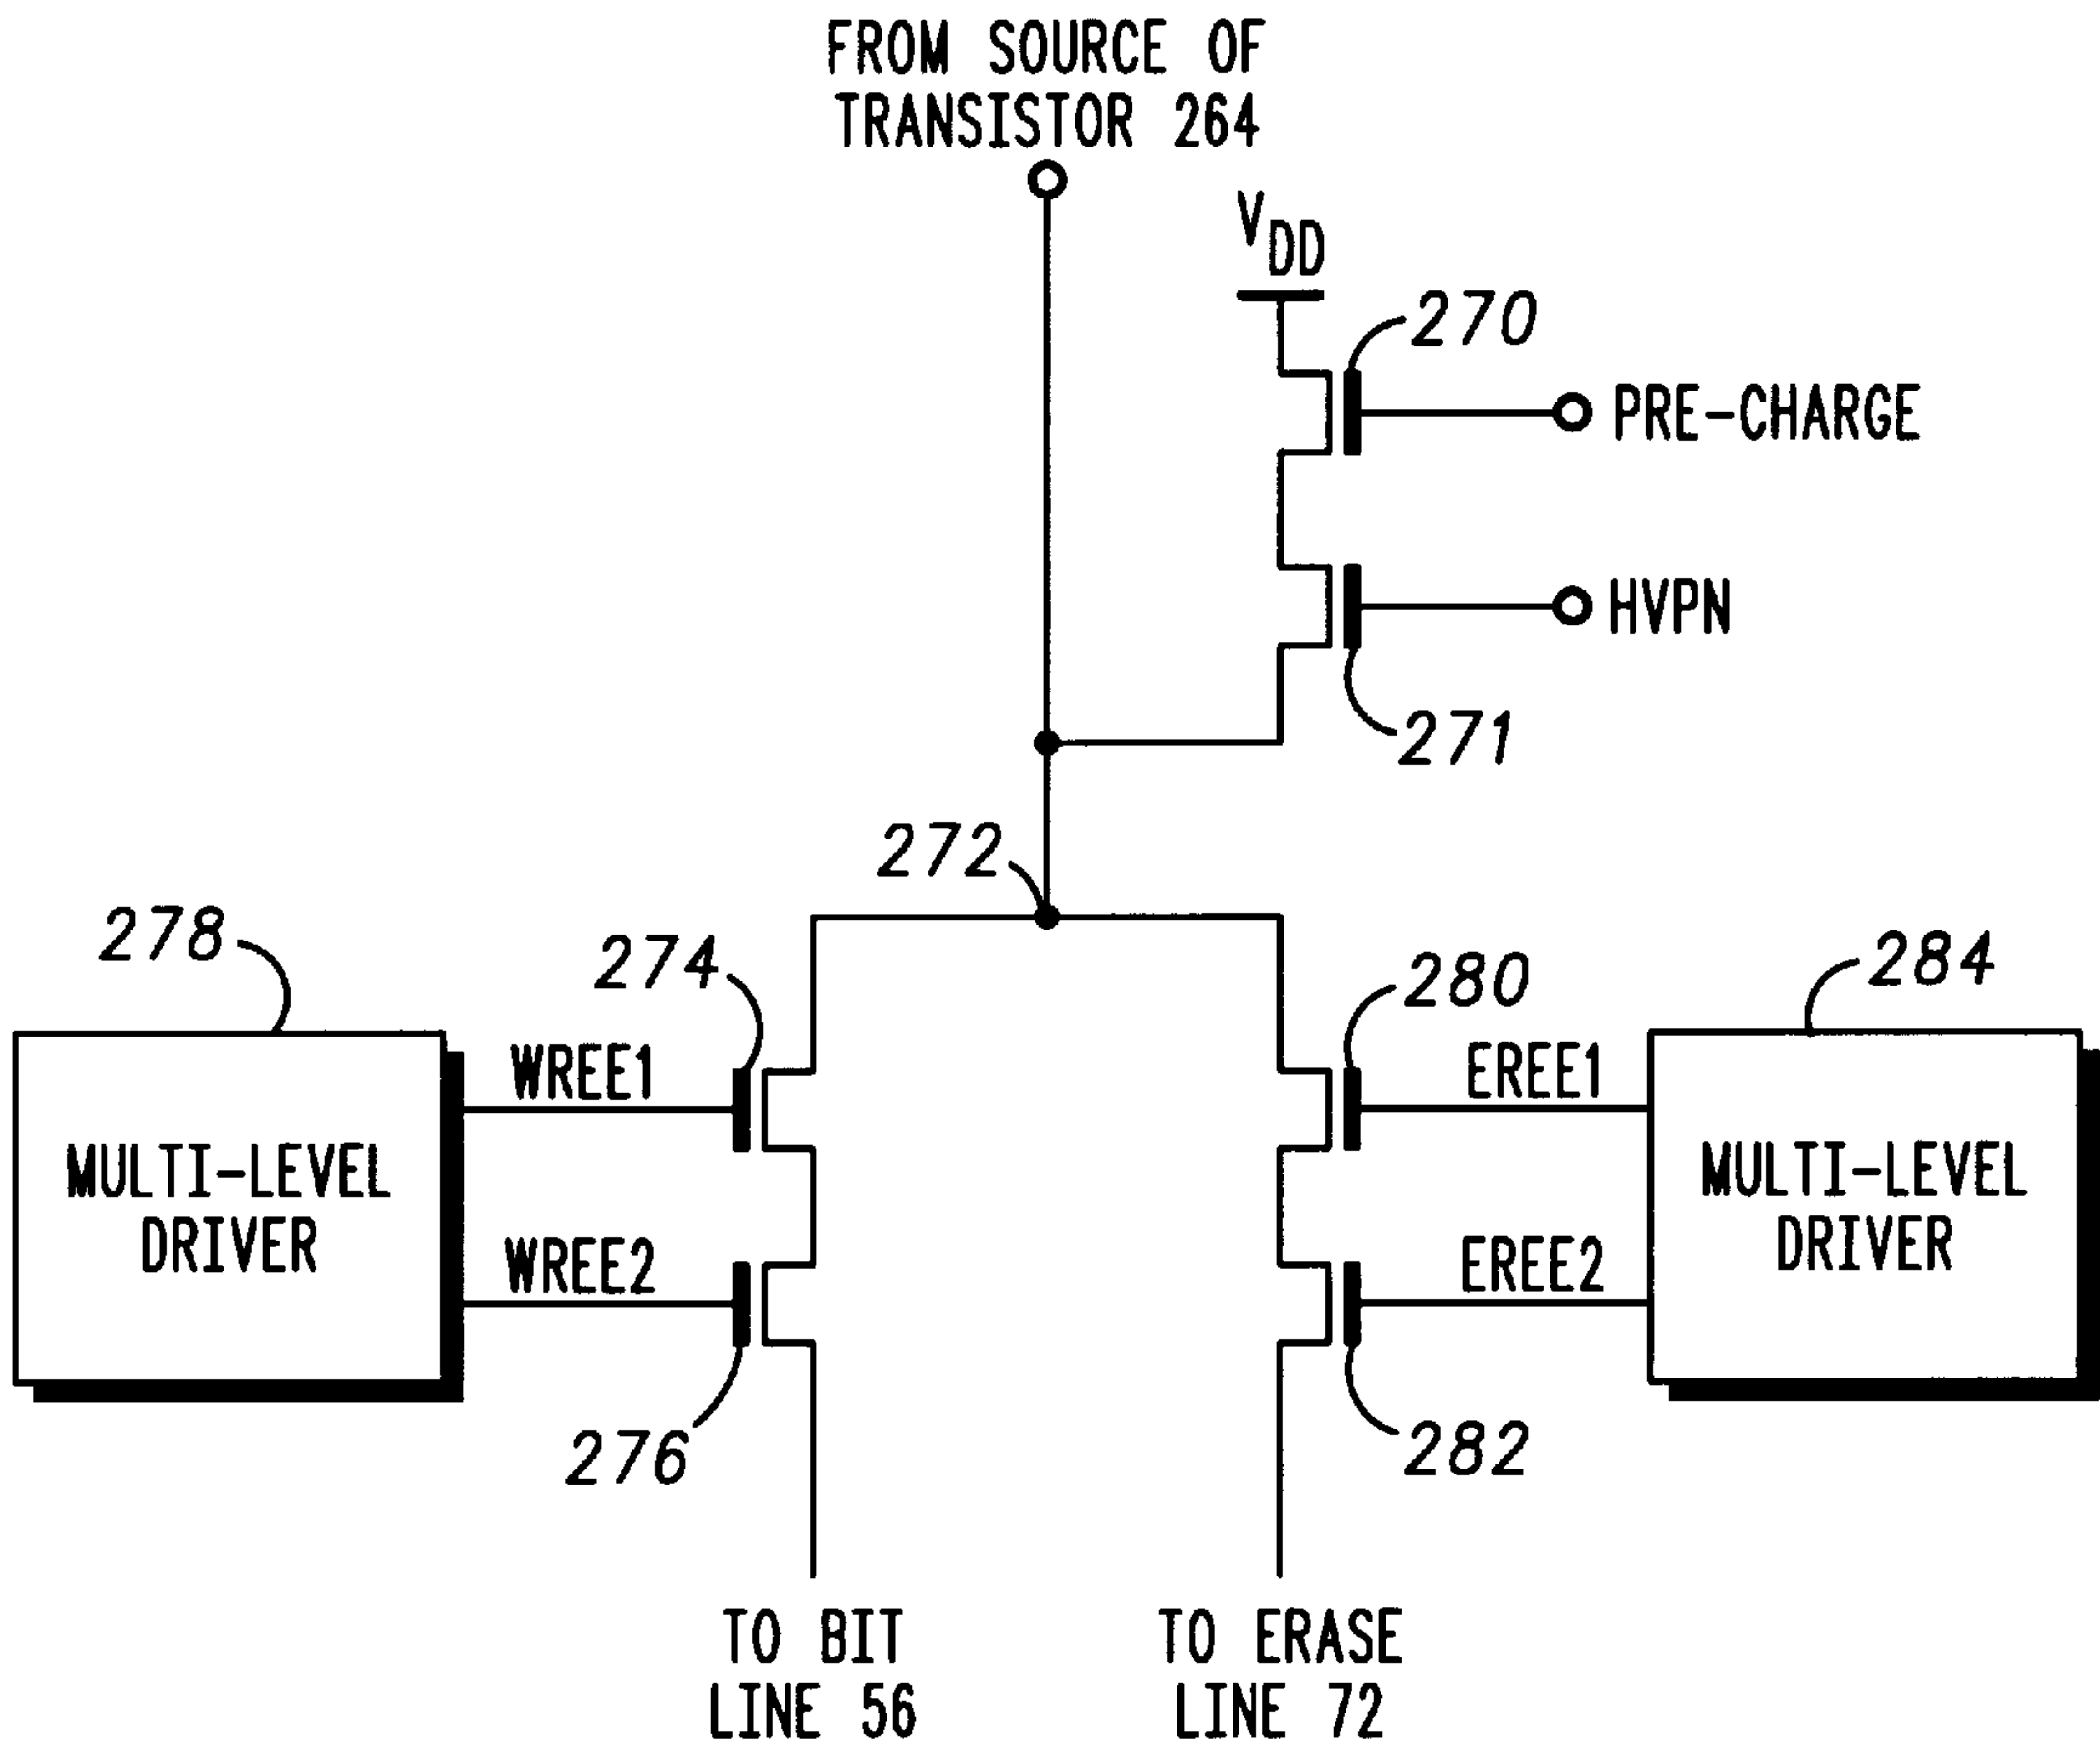 FROM SOURCE OF
TRANSISTOR 264
VDD
270
PRE-CHARGE
HVPN
271
272
278
274
280
284
WREE1
EREE1
MULTI-LEVEL
DRIVER
MULTI-LEVEL
DRIVER
WREE2
EREE2
276
282
TO BIT
LINE 56
TO ERASE
LINE 72